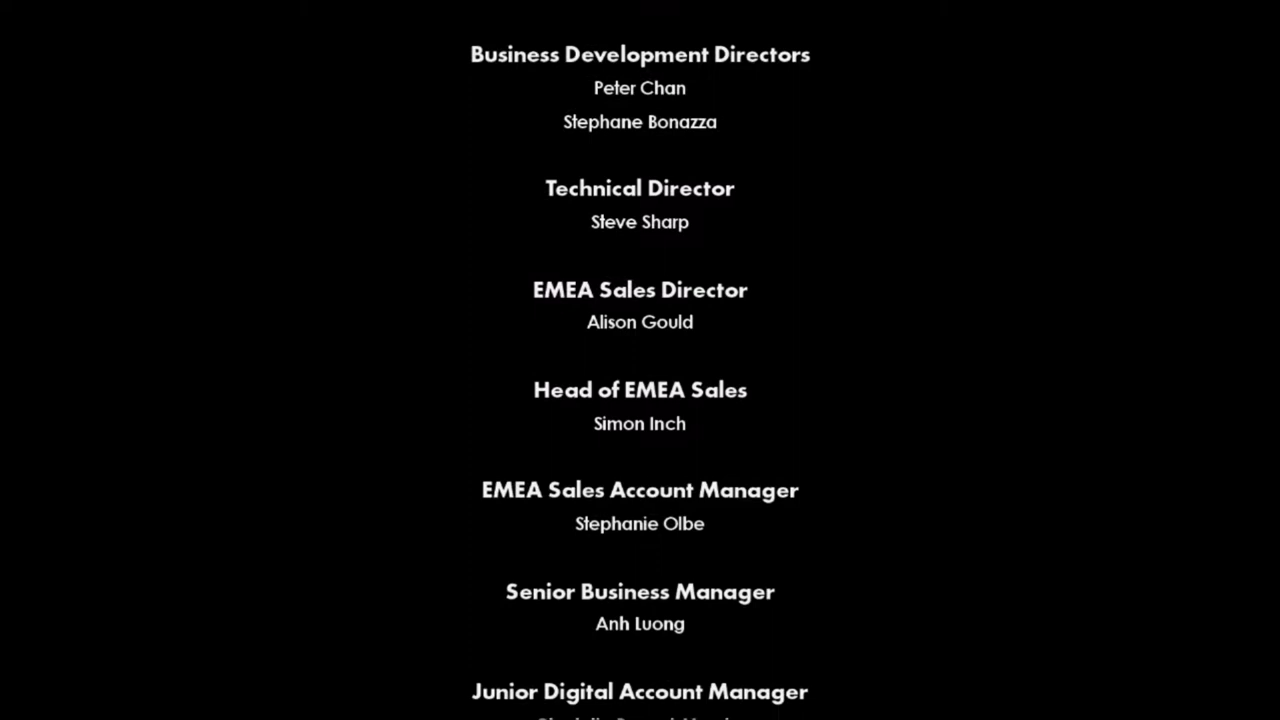 Business Development Directors
Peter Chan
Stephane Bonazza
Technical Director
Steve Sharp
EMEA Sales Director
Alison Gould
Head of EMEA Sales
Simon Inch
EMEA Sales Account Manager
Stephanie Olbe
Senior Business Manager
Anh Luong
Junior Digital Account Manager